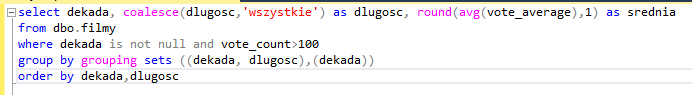 select dekada, coalesce(dlugosc,'wszystkie') as dlugosc, round(avg(vote_average),1) as srednia
from dbo.filmy
where dekada is not null and vote_count>100
group by grouping sets ((dekada, dlugosc),(dekada))
order by dekada,dlugosc